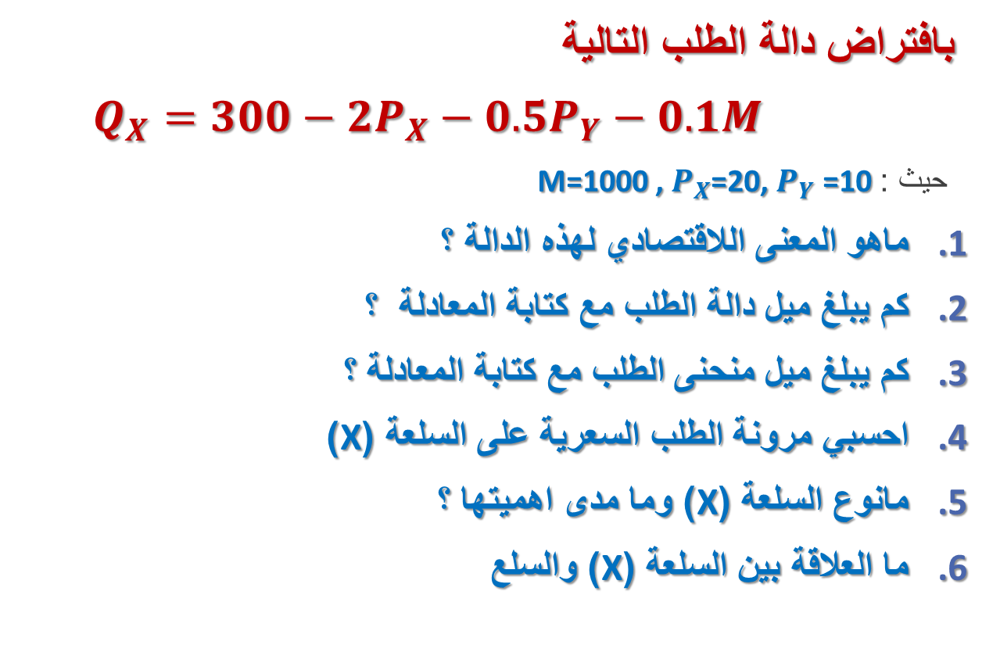 بافتراض دالة الطلب التالية
Q_X = 300 − 2P_X − 0.5P_Y − 0.1M
حيث : M=1000 , P_X=20, P_Y =10
1. ماهو المعنى اللاقتصادي لهذه الدالة ؟
2. كم يبلغ ميل دالة الطلب مع كتابة المعادلة ؟
3. كم يبلغ ميل منحنى الطلب مع كتابة المعادلة ؟
4. احسبي مرونة الطلب السعرية على السلعة (X)
5. مانوع السلعة (X) وما مدى اهميتها ؟
6. ما العلاقة بين السلعة (X) والسلع